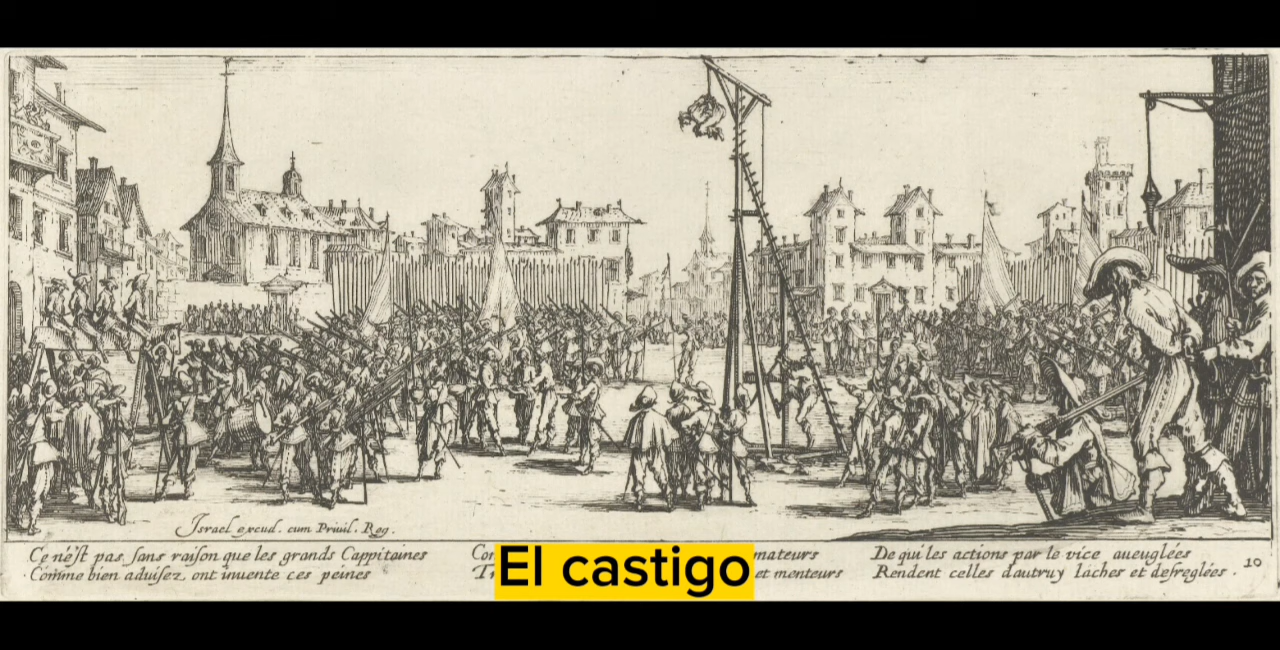 Israel excud. cum Privil. Reg.
Ce n'est pas sans raison que les grands Cappitaines
Comme bien aduisez, ont inuente ces peines
mateurs
et menteurs
De qui les actions par le vice aueuglées
Rendent celles d'autruy laches et desreglées.
10
El castigo